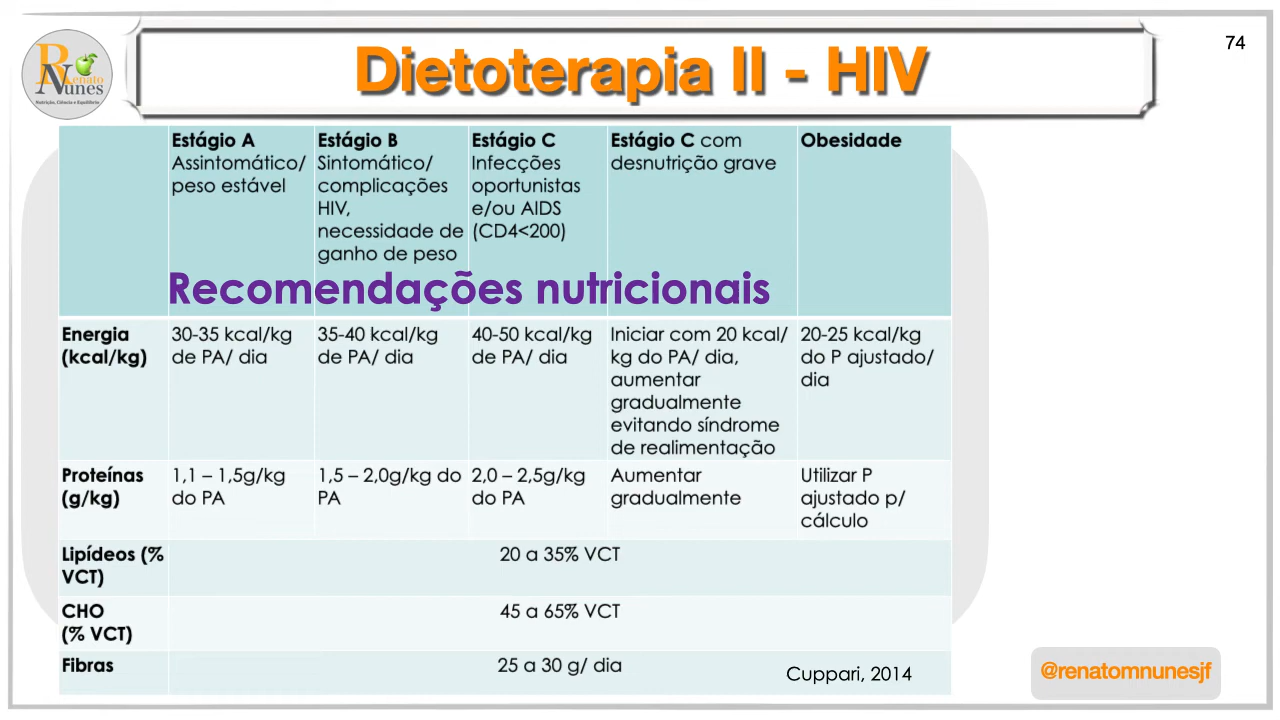 Dietoterapia II - HIV
74
RN
Renato
Nunes
Nutrição, Ciência e Equilíbrio
Estágio A
Assintomático/
peso estável
Estágio B
Sintomático/
complicações
HIV,
necessidade de
ganho de peso
Estágio C
Infecções
oportunistas
e/ou AIDS
(CD4<200)
Estágio C com
desnutrição grave
Obesidade
Recomendações nutricionais
Energia
(kcal/kg)
30-35 kcal/kg
de PA/ dia
35-40 kcal/kg
de PA/ dia
40-50 kcal/kg
de PA/ dia
Iniciar com 20 kcal/
kg do PA/ dia,
aumentar
gradualmente
evitando síndrome
de realimentação
20-25 kcal/kg
do P ajustado/
dia
Proteínas
(g/kg)
1,1 – 1,5g/kg
do PA
1,5 – 2,0g/kg do
PA
2,0 – 2,5g/kg
do PA
Aumentar
gradualmente
Utilizar P
ajustado p/
cálculo
Lipídeos (%
VCT)
20 a 35% VCT
CHO
(% VCT)
45 a 65% VCT
Fibras
25 a 30 g/ dia
Cuppari, 2014
@renatomnunesjf